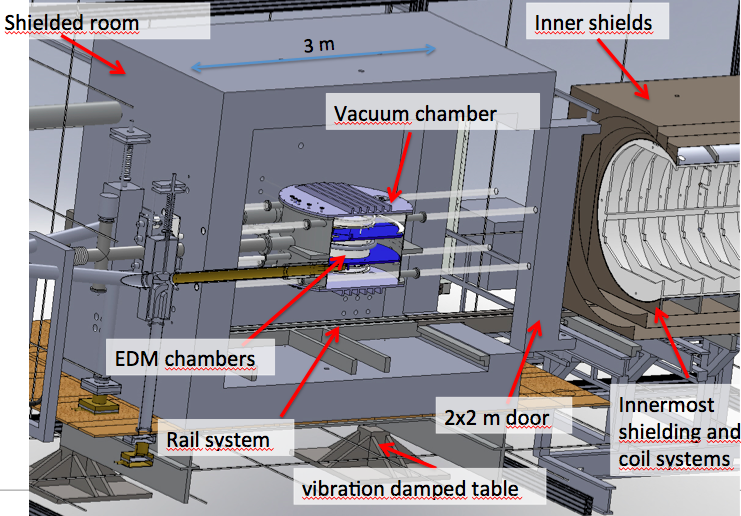 Shielded room
Inner shields
3 m
Vacuum chamber
EDM chambers
Rail system
2x2 m door
Innermost
shielding and
coil systems
vibration damped table